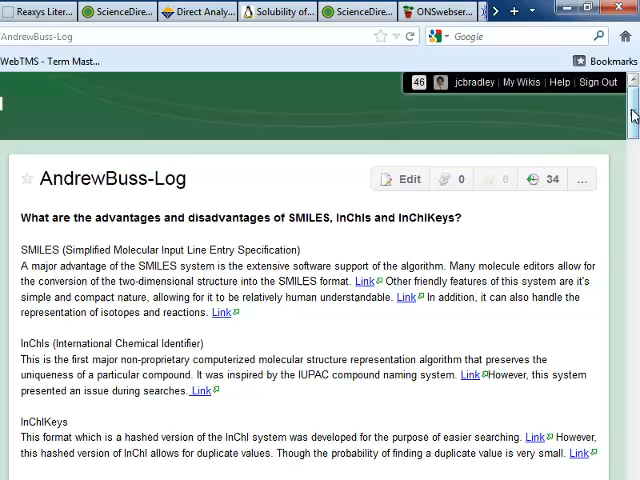 Reaxys Literat... ScienceDire... Direct Analy... Solubility of... ScienceDire... ONSwebser...
AndrewBuss-Log Google
WebTMS - Term Mast... Bookmarks
46 jcbradley | My Wikis | Help | Sign Out
AndrewBuss-Log Edit 0 0 34 ...
What are the advantages and disadvantages of SMILES, InChIs and InChIKeys?
SMILES (Simplified Molecular Input Line Entry Specification)
A major advantage of the SMILES system is the extensive software support of the algorithm. Many molecule editors allow for
the conversion of the two-dimensional structure into the SMILES format. Link Other friendly features of this system are it's
simple and compact nature, allowing for it to be relatively human understandable. Link In addition, it can also handle the
representation of isotopes and reactions. Link
InChIs (International Chemical Identifier)
This is the first major non-proprietary computerized molecular structure representation algorithm that preserves the
uniqueness of a particular compound. It was inspired by the IUPAC compound naming system. Link However, this system
presented an issue during searches. Link
InChIKeys
This format which is a hashed version of the InChI system was developed for the purpose of easier searching. Link However,
this hashed version of InChI allows for duplicate values. Though the probability of finding a duplicate value is very small. Link